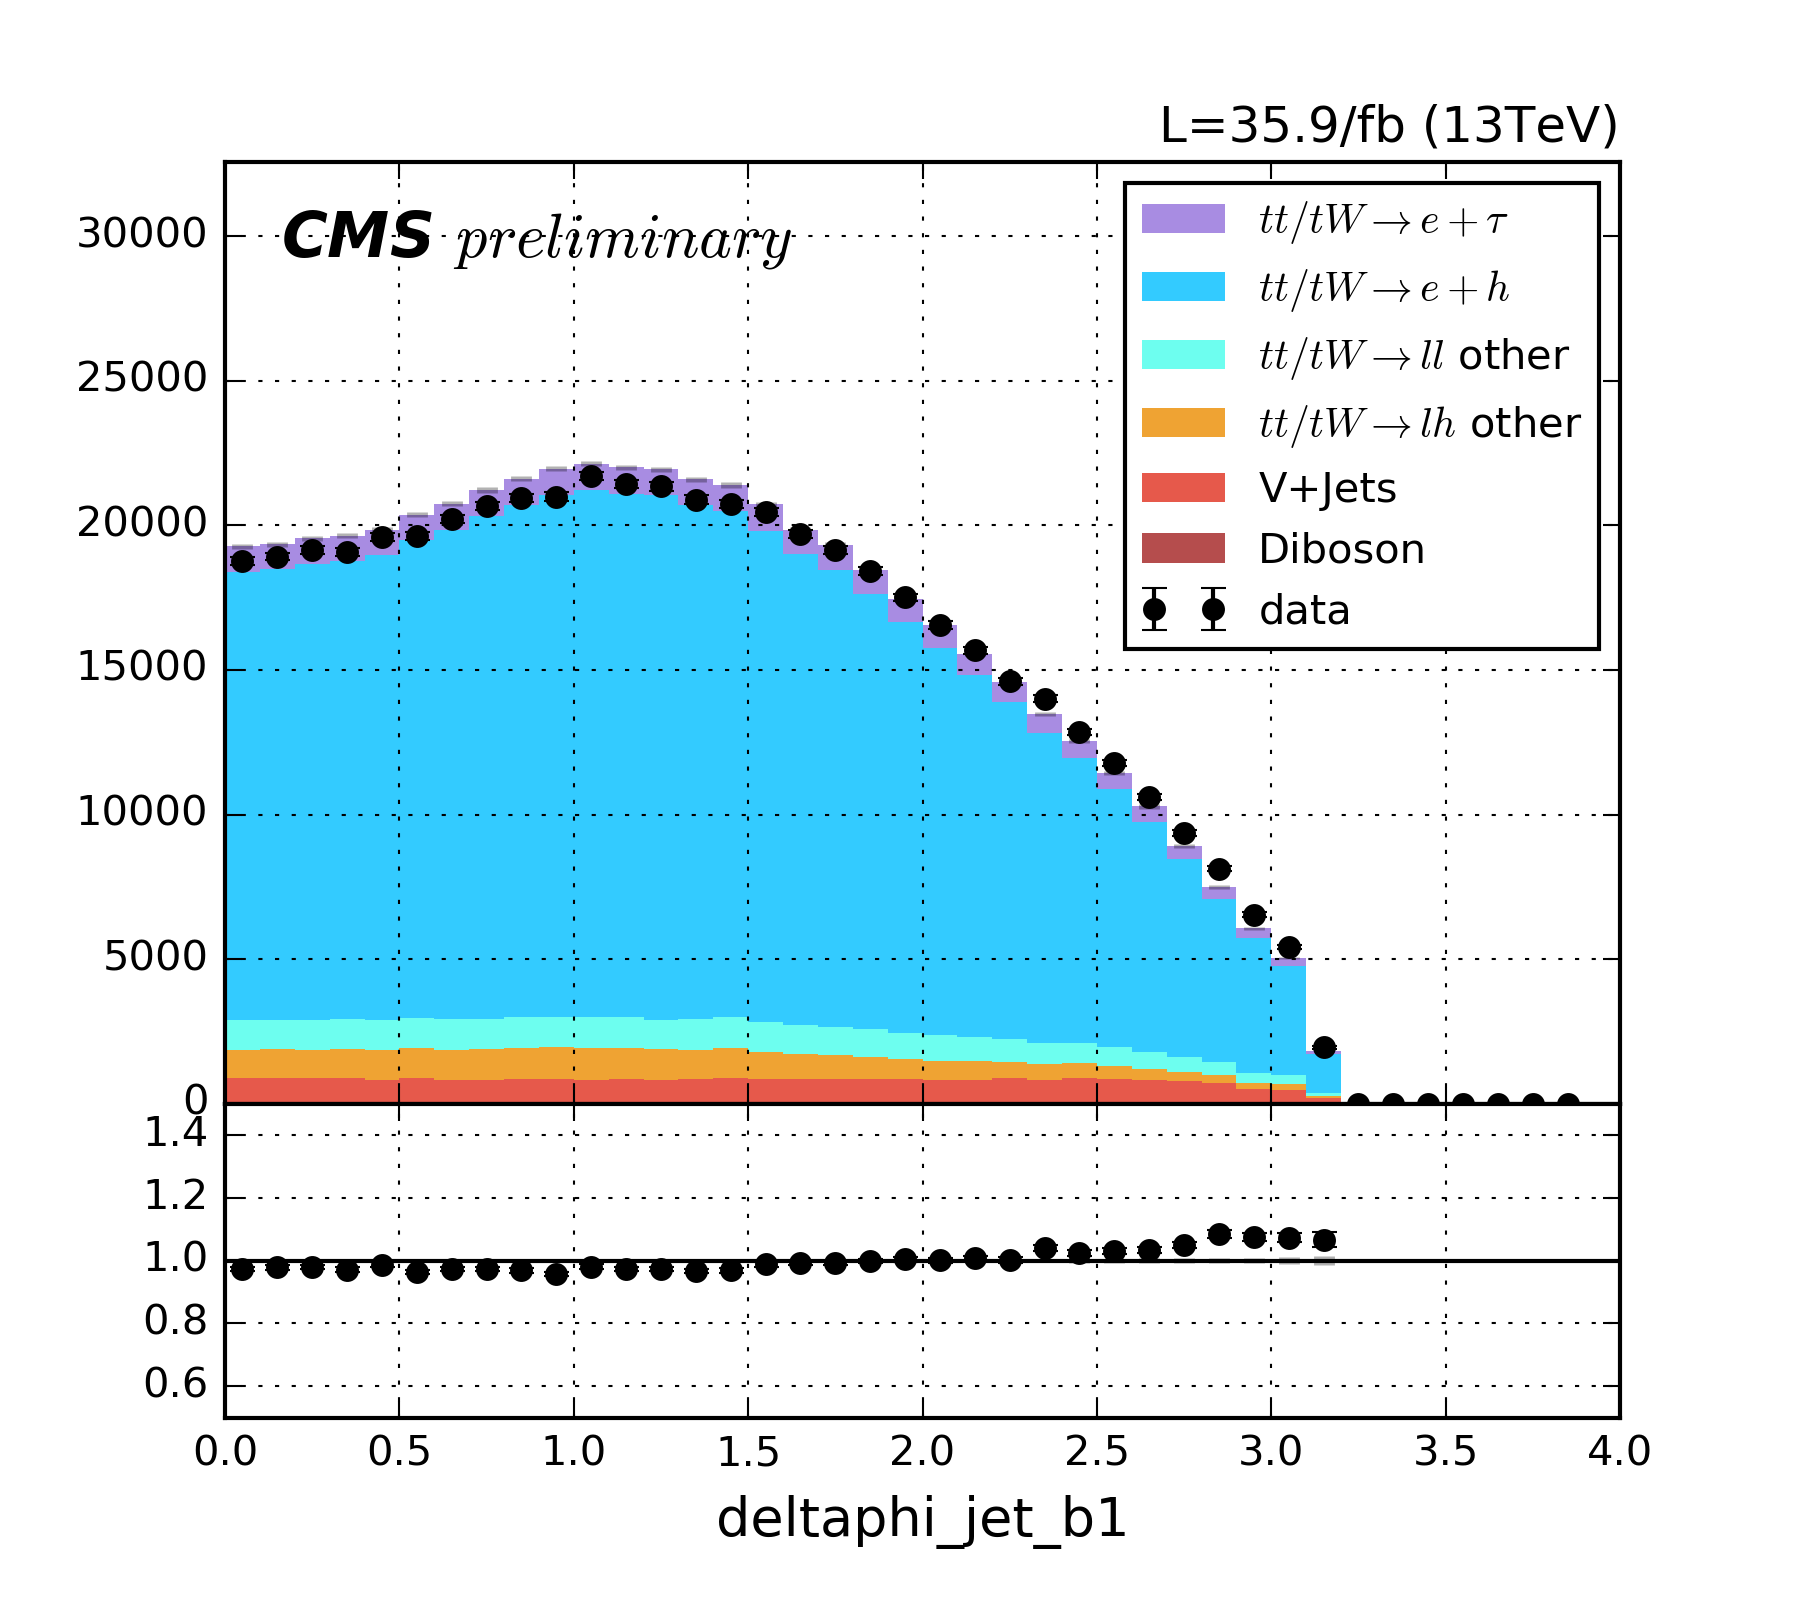 L=35.9/fb (13TeV)
CMS preliminary
30000
25000
20000
15000
10000
5000
0
tt/tW→e+τ
tt/tW→e+h
tt/tW→ll other
tt/tW→lh other
V+Jets
Diboson
data
1.4
1.2
1.0
0.8
0.6
0.0 0.5 1.0 1.5 2.0 2.5 3.0 3.5 4.0
deltaphi_jet_b1